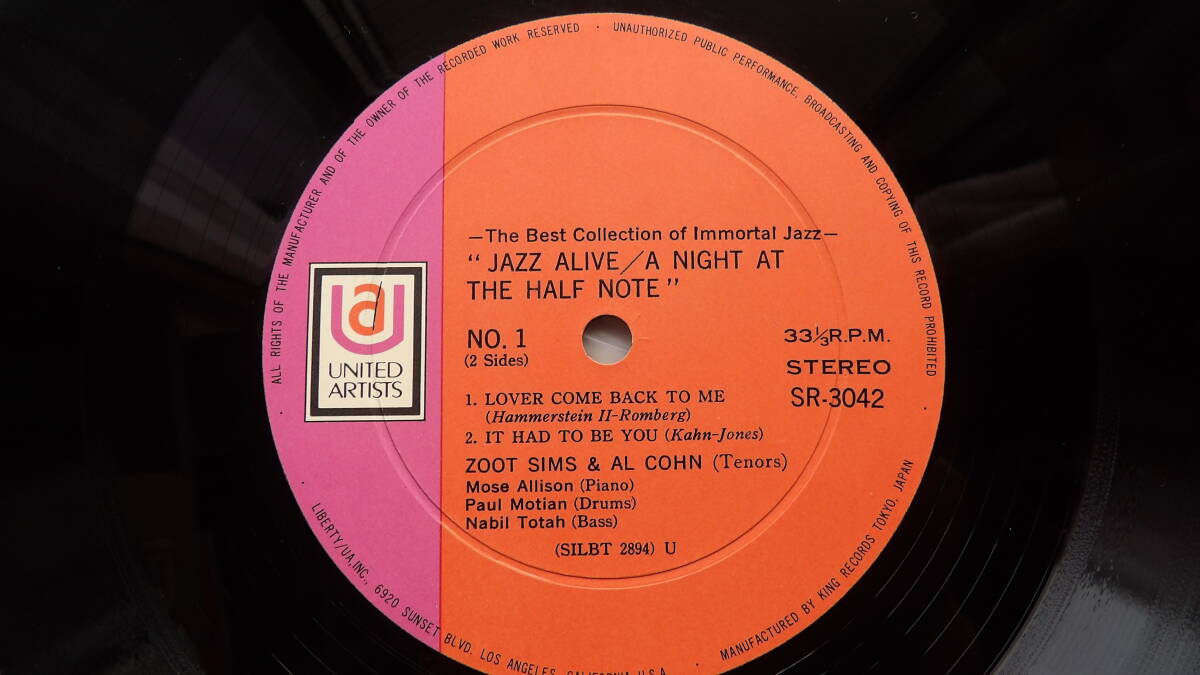 ALL RIGHTS OF THE MANUFACTURER AND OF THE OWNER OF THE RECORDED WORK RESERVED · UNAUTHORIZED PUBLIC PERFORMANCE, BROADCASTING AND COPYING OF THIS RECORD PROHIBITED ·
—The Best Collection of Immortal Jazz—
“JAZZ ALIVE/A NIGHT AT
THE HALF NOTE”
ua
UNITED
ARTISTS
NO. 1
(2 Sides)
33⅓R.P.M.
STEREO
SR-3042
1. LOVER COME BACK TO ME
(Hammerstein II-Romberg)
2. IT HAD TO BE YOU (Kahn-Jones)
ZOOT SIMS & AL COHN (Tenors)
Mose Allison (Piano)
Paul Motian (Drums)
Nabil Totah (Bass)
(SILBT 2894) U
LIBERTY/UA, INC., 6920 SUNSET BLVD. LOS ANGELES, CALIFORNIA, U.S.A.
MANUFACTURED BY KING RECORDS TOKYO, JAPAN